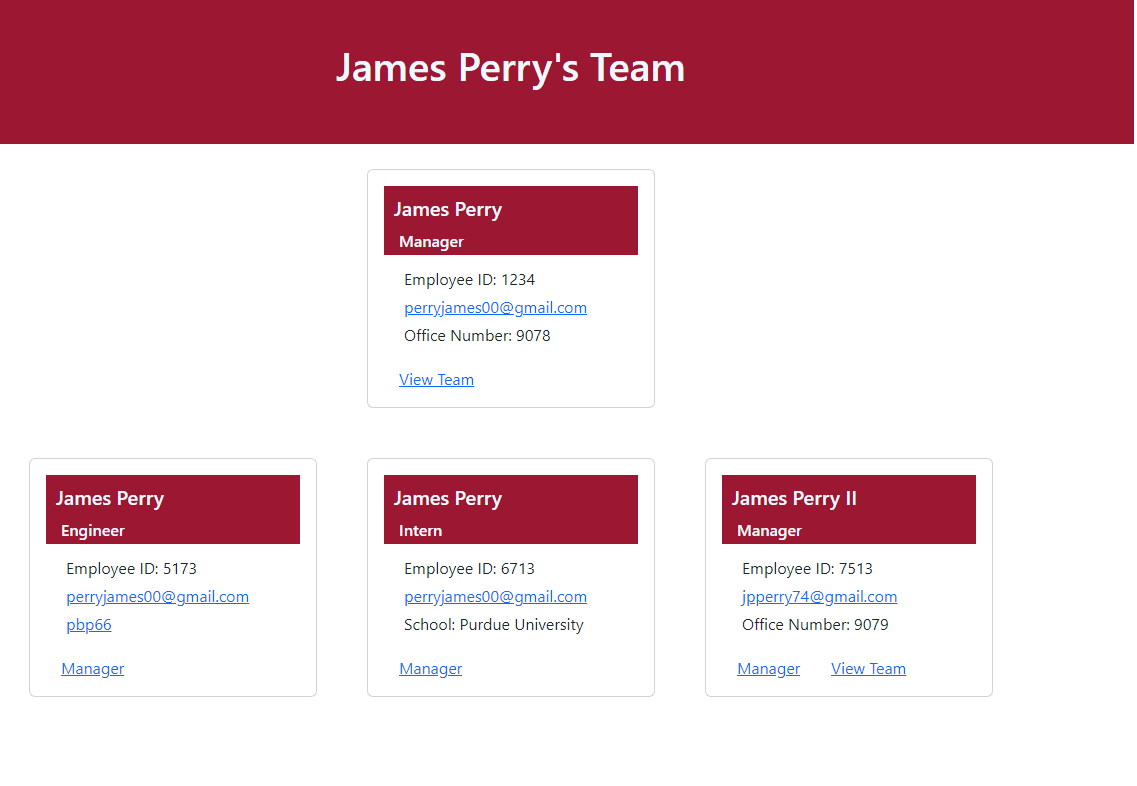 James Perry's Team
James Perry
Manager
Employee ID: 1234
perryjames00@gmail.com
Office Number: 9078
View Team
James Perry
Engineer
Employee ID: 5173
perryjames00@gmail.com
pbp66
Manager
James Perry
Intern
Employee ID: 6713
perryjames00@gmail.com
School: Purdue University
Manager
James Perry II
Manager
Employee ID: 7513
jpperry74@gmail.com
Office Number: 9079
Manager View Team